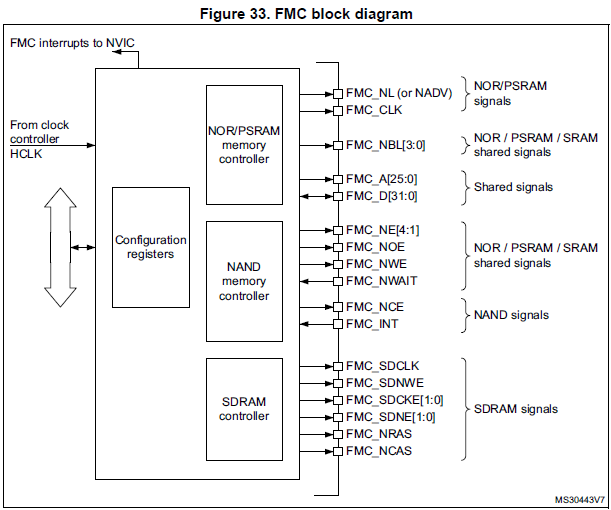 Figure 33. FMC block diagram
FMC interrupts to NVIC
From clock
controller
HCLK
Configuration
registers
NOR/PSRAM
memory
controller
NAND
memory
controller
SDRAM
controller
FMC_NL (or NADV)
FMC_CLK
NOR/PSRAM
signals
FMC_NBL[3:0]
NOR / PSRAM / SRAM
shared signals
FMC_A[25:0]
FMC_D[31:0]
Shared signals
FMC_NE[4:1]
FMC_NOE
FMC_NWE
FMC_NWAIT
NOR / PSRAM / SRAM
shared signals
FMC_NCE
FMC_INT
NAND signals
FMC_SDCLK
FMC_SDNWE
FMC_SDCKE[1:0]
FMC_SDNE[1:0]
FMC_NRAS
FMC_NCAS
SDRAM signals
MS30443V7